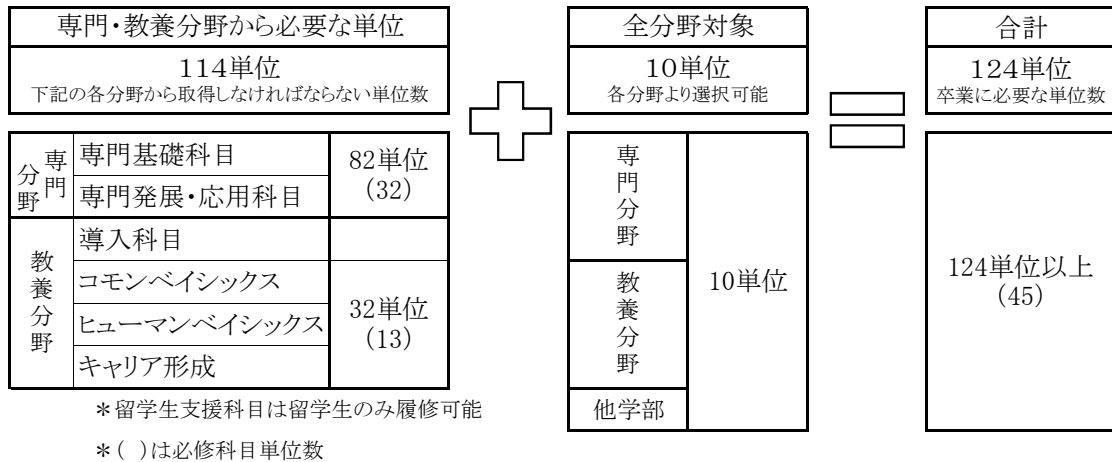 専門・教養分野から必要な単位
114単位
下記の各分野から取得しなければならない単位数
全分野対象
10単位
各分野より選択可能
合計
124単位
卒業に必要な単位数
専門分野
専門基礎科目
専門発展・応用科目
82単位
(32)
教養分野
導入科目
コモンベイシックス
ヒューマンベイシックス
キャリア形成
32単位
(13)
専門分野
教養分野
他学部
10単位
124単位以上
(45)
＊留学生支援科目は留学生のみ履修可能
＊( )は必修科目単位数